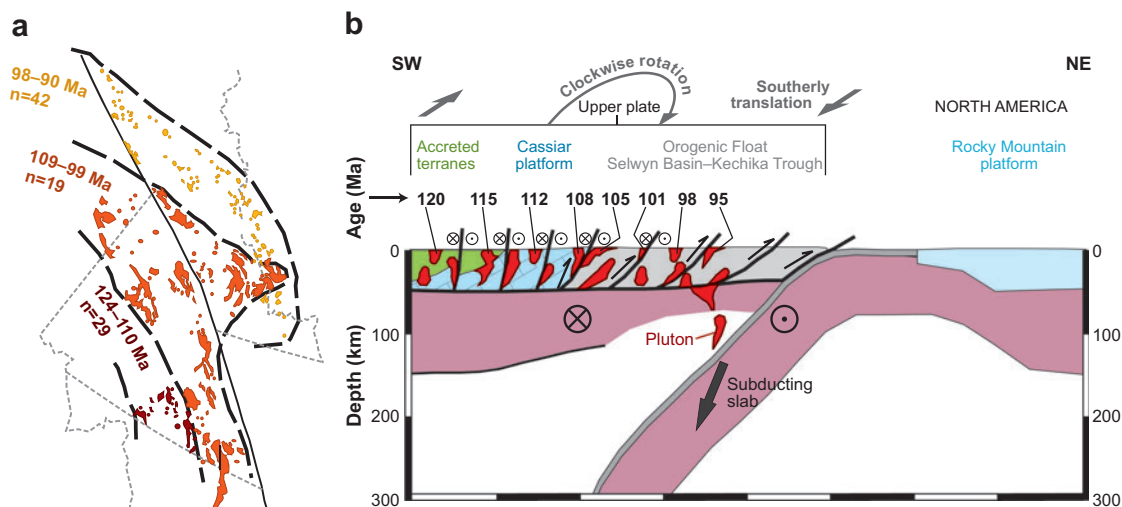 a
98–90 Ma
n=42
109–99 Ma
n=19
124–110 Ma
n=29
b
SW
NE
Clockwise rotation
Upper plate
Southerly
translation
NORTH AMERICA
Accreted
terranes
Cassiar
platform
Orogenic Float
Selwyn Basin–Kechika Trough
Rocky Mountain
platform
Age (Ma)
120 115 112 108 105 101 98 95
0
100
200
300
Depth (km)
Pluton
Subducting
slab
0
100
200
300